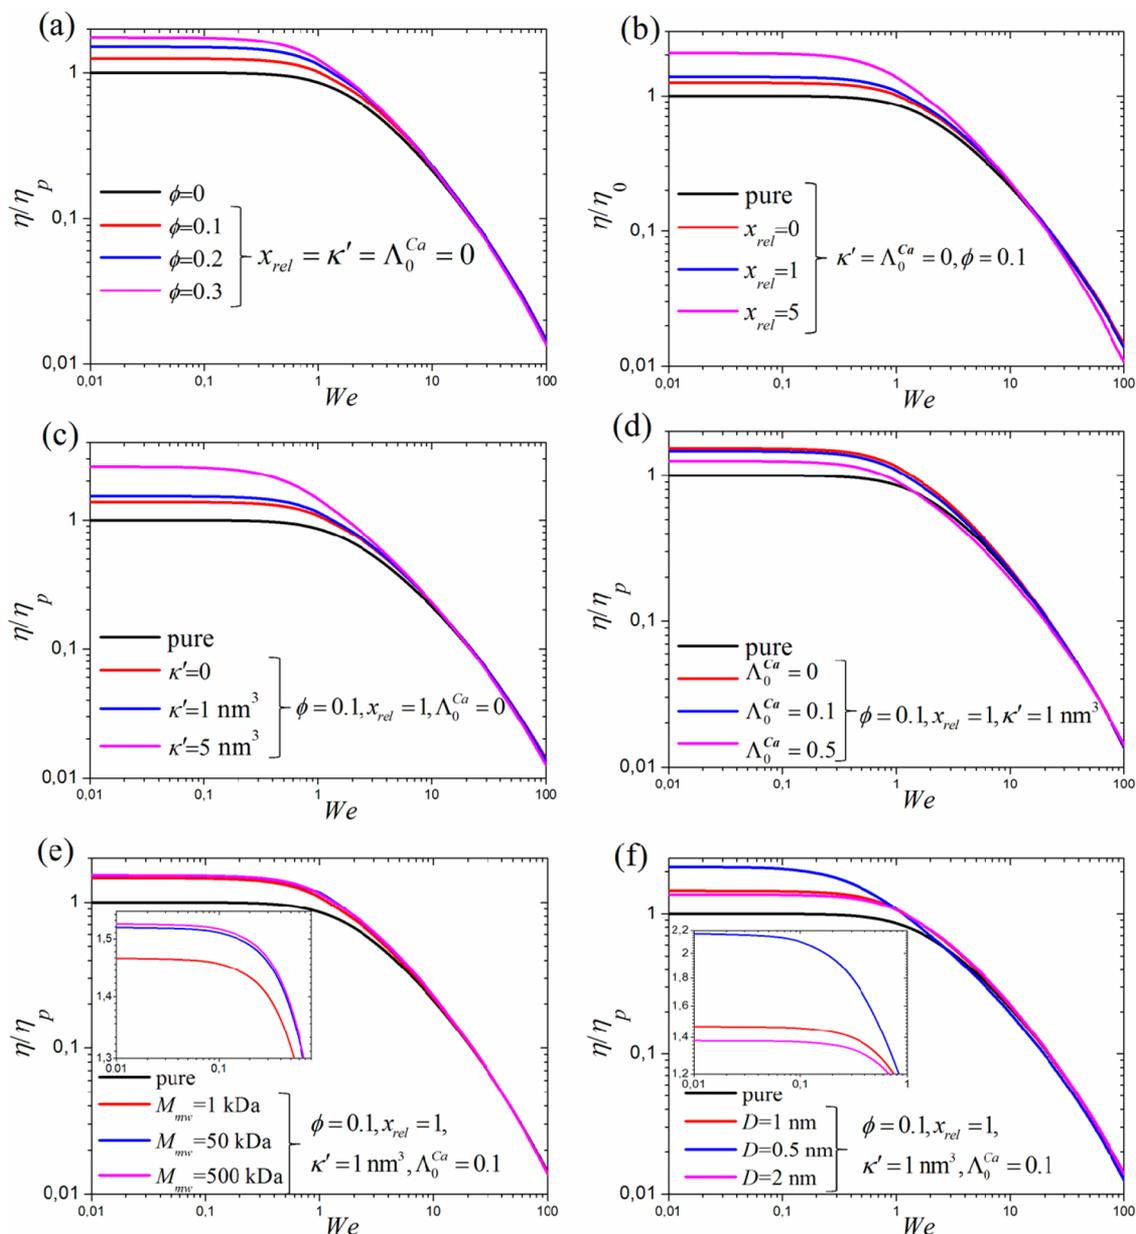 (a)
η/η_p
1
0,1
0,01
ϕ=0
ϕ=0.1
ϕ=0.2
ϕ=0.3
x_rel = κ′ = Λ_0^Ca = 0
0,01 0,1 1 10 100
We
(b)
η/η_0
1
0,1
0,01
pure
x_rel=0
x_rel=1
x_rel=5
κ′ = Λ_0^Ca = 0, ϕ = 0.1
0,01 0,1 1 10 100
We
(c)
η/η_p
1
0,1
0,01
pure
κ′=0
κ′=1 nm³
κ′=5 nm³
ϕ = 0.1, x_rel = 1, Λ_0^Ca = 0
0,01 0,1 1 10 100
We
(d)
η/η_p
1
0,1
0,01
pure
Λ_0^Ca = 0
Λ_0^Ca = 0.1
Λ_0^Ca = 0.5
ϕ = 0.1, x_rel = 1, κ′ = 1 nm³
0,01 0,1 1 10 100
We
(e)
η/η_p
1
0,1
0,01
1,5
1,4
1,3
0,01 0,1
pure
M_mw=1 kDa
M_mw=50 kDa
M_mw=500 kDa
ϕ = 0.1, x_rel = 1,
κ′ = 1 nm³, Λ_0^Ca = 0.1
0,01 0,1 1 10 100
We
(f)
η/η_p
1
0,1
0,01
2,2
2
1,8
1,6
1,4
1,2
0,01 0,1 1
pure
D=1 nm
D=0.5 nm
D=2 nm
ϕ = 0.1, x_rel = 1,
κ′ = 1 nm³, Λ_0^Ca = 0.1
0,01 0,1 1 10 100
We